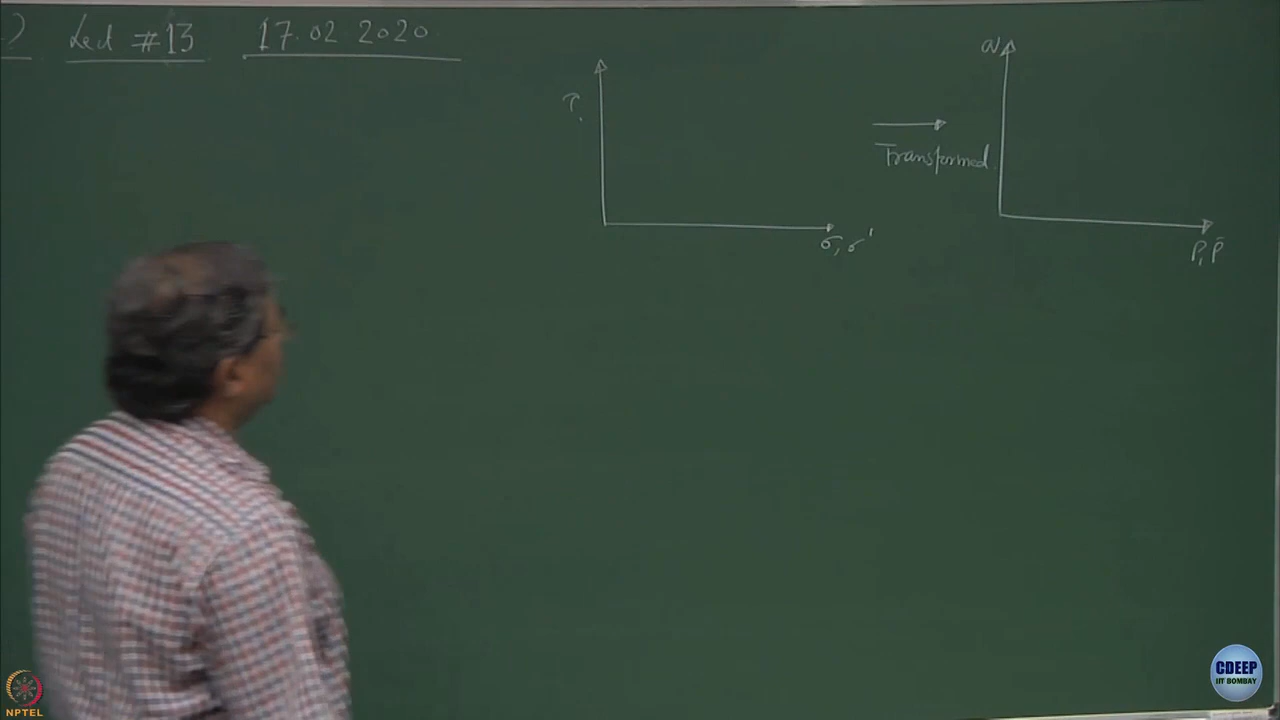 Lect #13 17.02 2020
τ
σ, σ'
Transformed
P, P̄
NPTEL
CDEEP
IIT BOMBAY